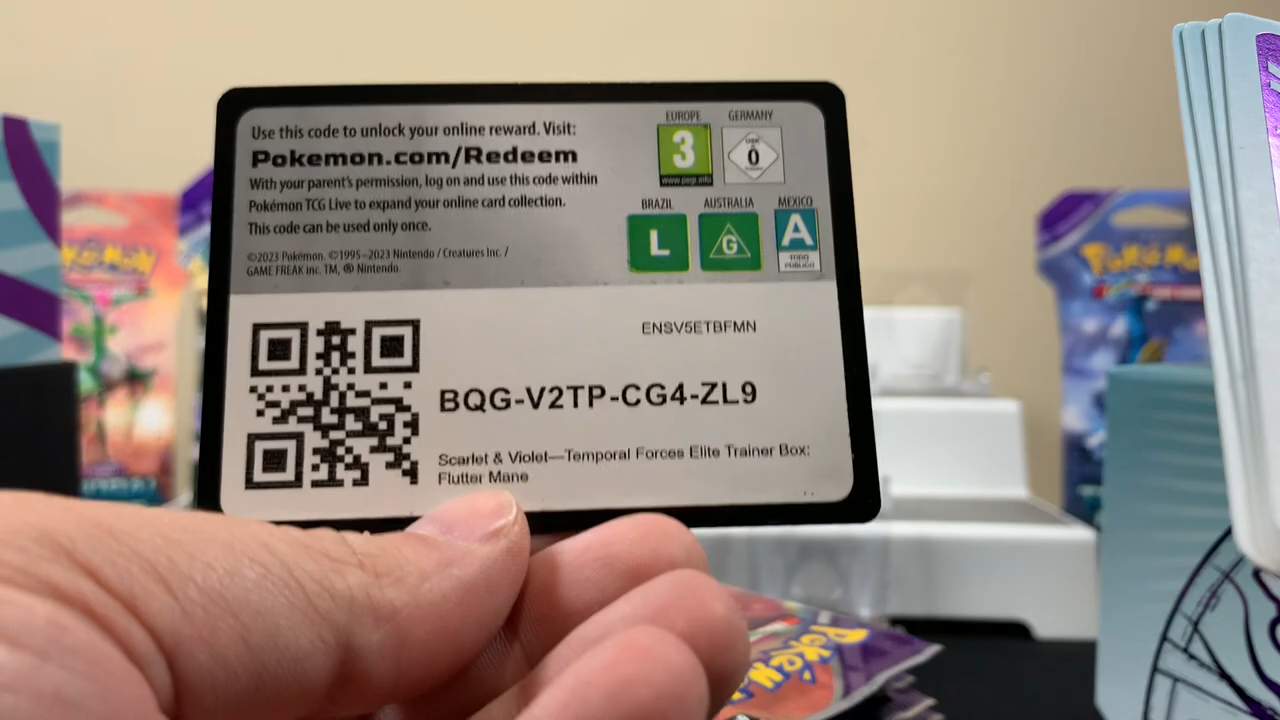 Use this code to unlock your online reward. Visit:
Pokemon.com/Redeem
With your parent's permission, log on and use this code within
Pokémon TCG Live to expand your online card collection.
This code can be used only once.
©2023 Pokémon. ©1995–2023 Nintendo / Creatures Inc. /
GAME FREAK inc. TM, ® Nintendo.
EUROPE
3
www.pegi.info
GERMANY
USK
0
BRAZIL
L
AUSTRALIA
G
MEXICO
A
TODO
PÚBLICO
ENSV5ETBFMN
BQG-V2TP-CG4-ZL9
Scarlet & Violet—Temporal Forces Elite Trainer Box:
Flutter Mane
POKÉMON
Pokémon
Pokémon